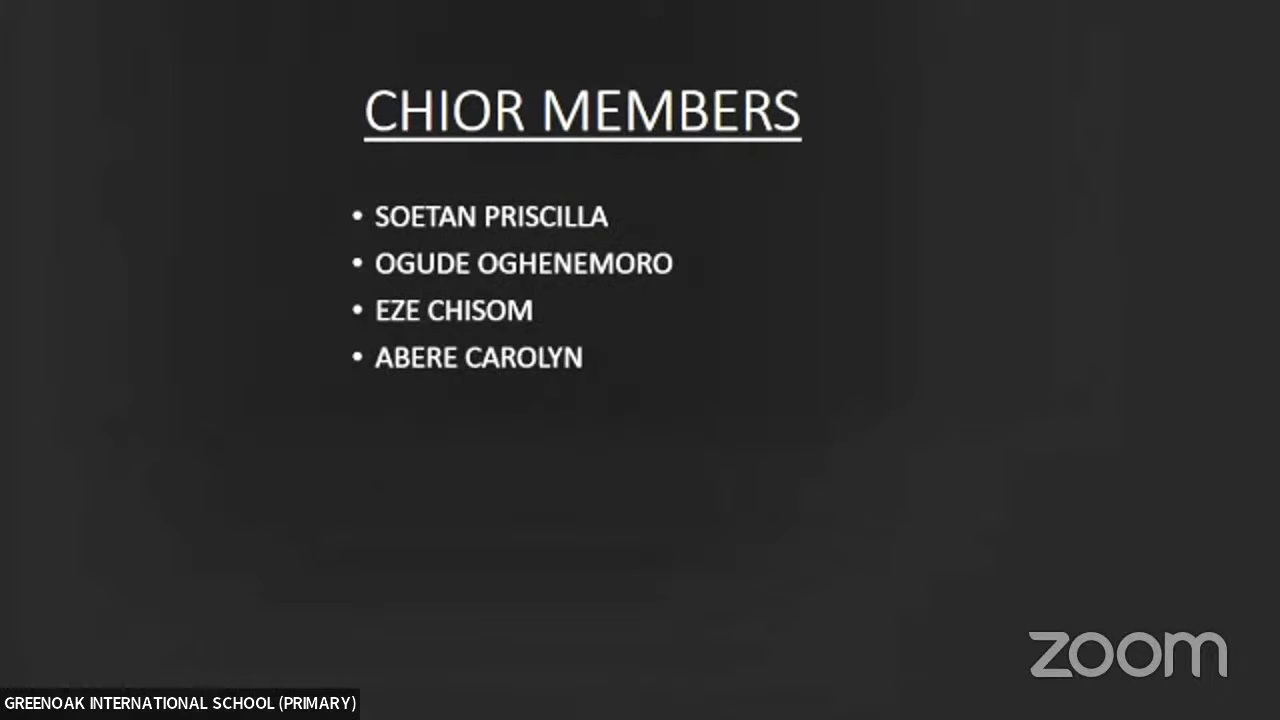 CHIOR MEMBERS
• SOETAN PRISCILLA
• OGUDE OGHENEMORO
• EZE CHISOM
• ABERE CAROLYN
zoom
GREENOAK INTERNATIONAL SCHOOL (PRIMARY)